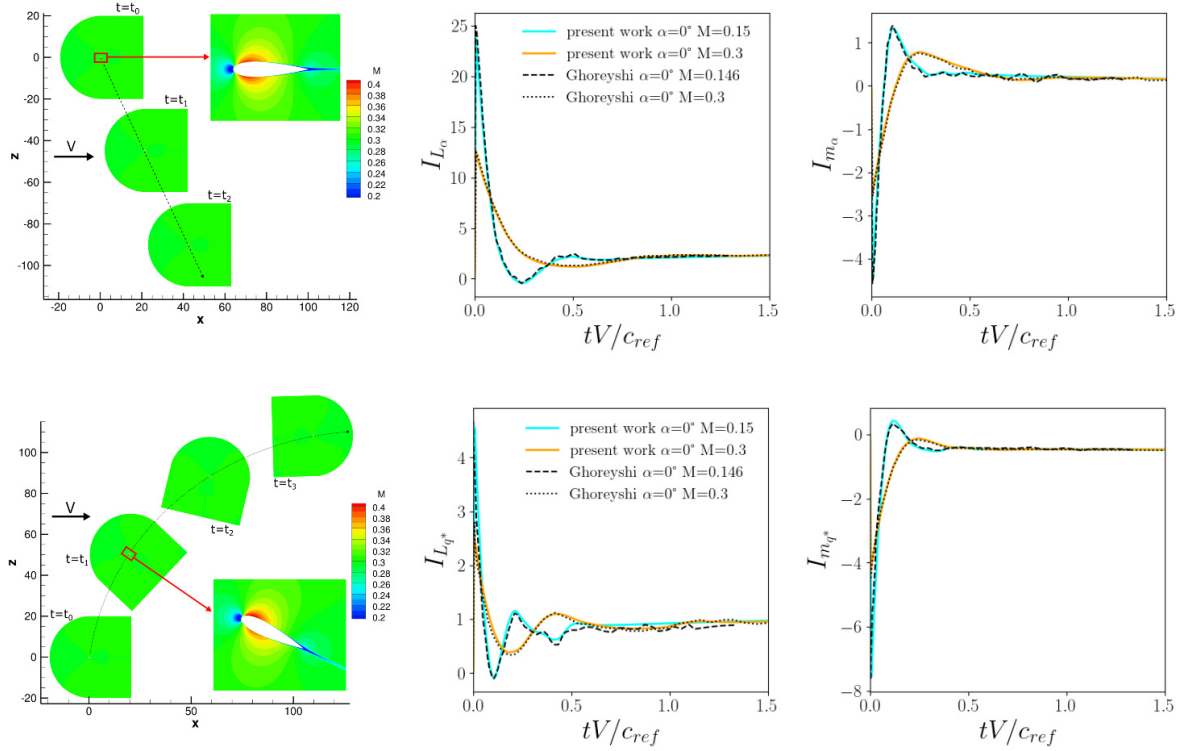 t=t0
t=t1
t=t2
V
z
x
20
0
-20
-40
-60
-80
-100
-20 0 20 40 60 80 100 120
M
0.4
0.38
0.36
0.34
0.32
0.3
0.28
0.26
0.24
0.22
0.2
present work α=0° M=0.15
present work α=0° M=0.3
Ghoreyshi α=0° M=0.146
Ghoreyshi α=0° M=0.3
I_{L_α}
25
20
15
10
5
0
0.0 0.5 1.0 1.5
tV/c_{ref}
I_{m_α}
1
0
−1
−2
−3
−4
0.0 0.5 1.0 1.5
tV/c_{ref}
t=t3
t=t2
t=t1
t=t0
V
z
x
100
80
60
40
20
0
-20
0 50 100
M
0.4
0.38
0.36
0.34
0.32
0.3
0.28
0.26
0.24
0.22
0.2
present work α=0° M=0.15
present work α=0° M=0.3
Ghoreyshi α=0° M=0.146
Ghoreyshi α=0° M=0.3
I_{L_{q*}}
4
3
2
1
0
0.0 0.5 1.0 1.5
tV/c_{ref}
I_{m_{q*}}
0
−2
−4
−6
−8
0.0 0.5 1.0 1.5
tV/c_{ref}